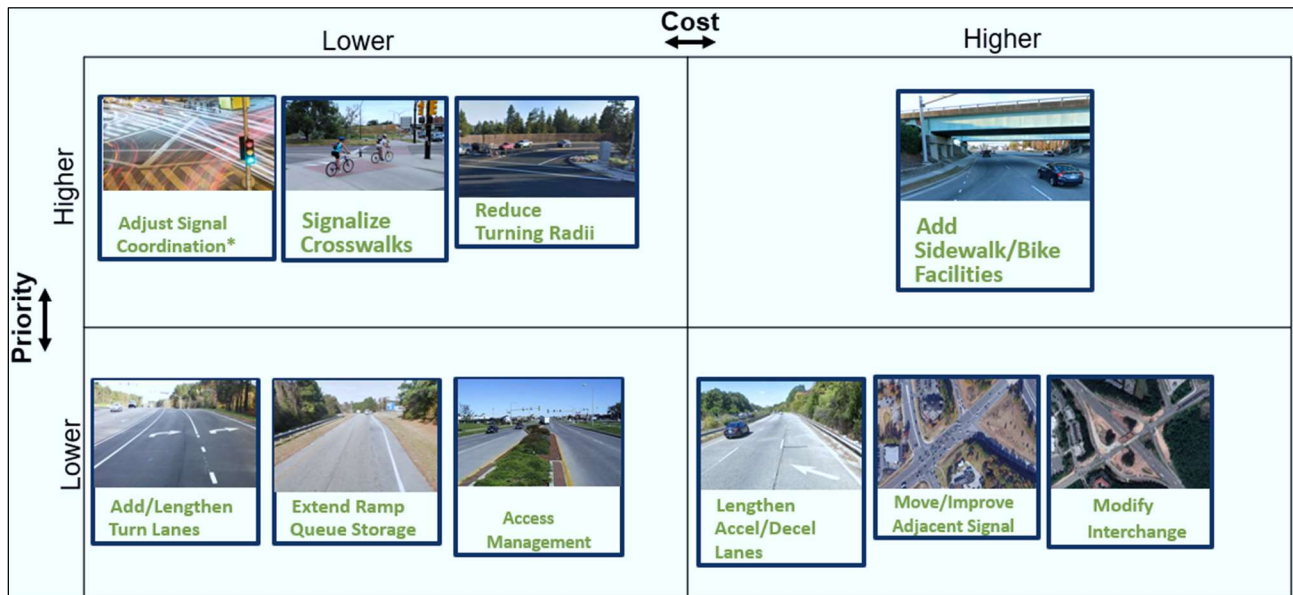 Cost
Lower
Higher
Priority
Higher
Adjust Signal
Coordination*
Signalize
Crosswalks
Reduce
Turning Radii
Add
Sidewalk/Bike
Facilities
Lower
Add/Lengthen
Turn Lanes
Extend Ramp
Queue Storage
Access
Management
Lengthen
Accel/Decel
Lanes
Move/Improve
Adjacent Signal
Modify
Interchange